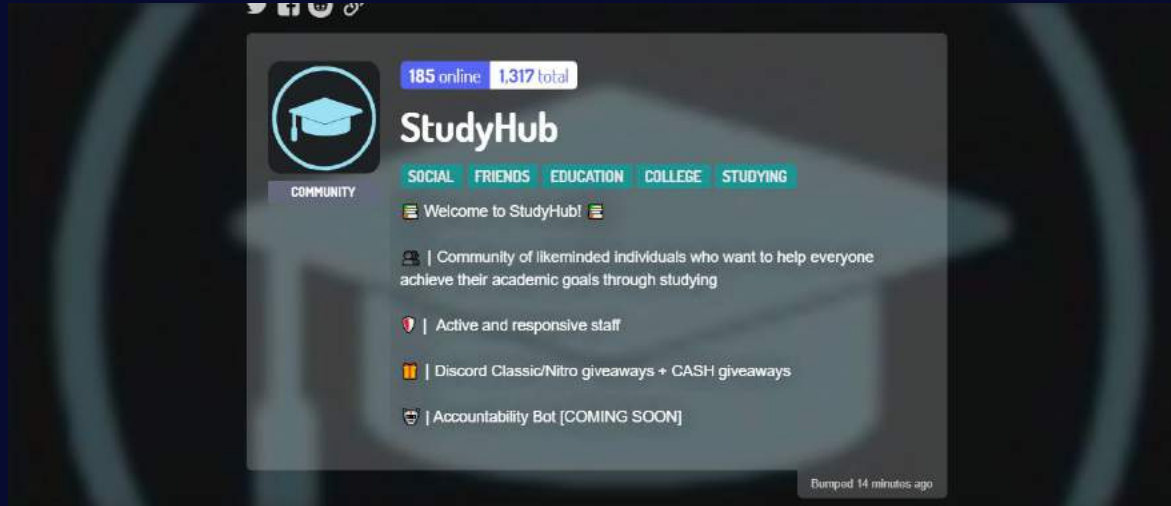 185 online 1,317 total
StudyHub
SOCIAL FRIENDS EDUCATION COLLEGE STUDYING
COMMUNITY
📚 Welcome to StudyHub! 📚
👥 | Community of likeminded individuals who want to help everyone
achieve their academic goals through studying
🛡️ | Active and responsive staff
🎁 | Discord Classic/Nitro giveaways + CASH giveaways
🤖 | Accountability Bot [COMING SOON]
Bumped 14 minutes ago